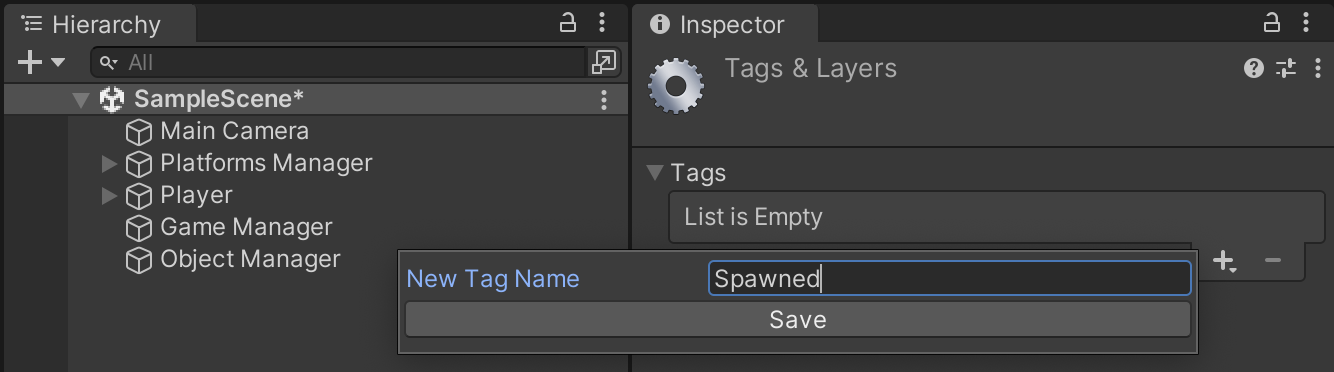 Hierarchy
All
SampleScene*
Main Camera
Platforms Manager
Player
Game Manager
Object Manager
Inspector
Tags & Layers
Tags
List is Empty
New Tag Name Spawned
Save